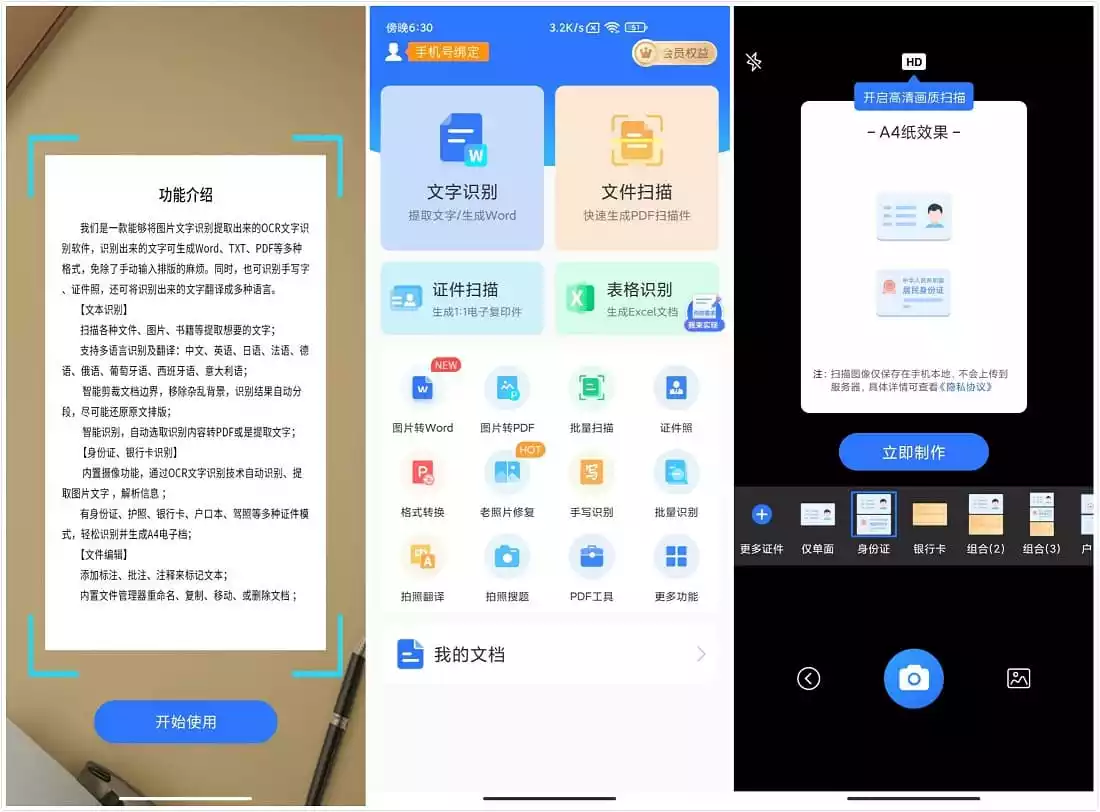 功能介绍
我们是一款能够将图片文字识别提取出来的OCR文字识
别软件，识别出来的文字可生成Word、TXT、PDF等多种
格式，免除了手动输入排版的麻烦。同时，也可识别手写字
、证件照，还可将识别出来的文字翻译成多种语言。
【文本识别】
扫描各种文件、图片、书籍等提取想要的文字；
支持多语言识别及翻译：中文、英语、日语、法语、德
语、俄语、葡萄牙语、西班牙语、意大利语；
智能剪裁文档边界，移除杂乱背景，识别结果自动分
段，尽可能还原原文排版；
智能识别，自动选取识别内容转PDF或是提取文字；
【身份证、银行卡识别】
内置摄像功能，通过OCR文字识别技术自动识别、提
取图片文字，解析信息；
有身份证、护照、银行卡、户口本、驾照等多种证件模
式，轻松识别并生成A4电子档；
【文件编辑】
添加标注、批注、注释来标记文本；
内置文件管理器重命名、复制、移动、或删除文档；
开始使用
傍晚6:30
3.2K/s
51
手机号绑定
会员权益
W
文字识别
提取文字/生成Word
文件扫描
快速生成PDF扫描件
证件扫描
生成1:1电子复印件
X
表格识别
生成Excel文档
我来实现
NEW
W
P
图片转Word
图片转PDF
批量扫描
证件照
HOT
P
写
格式转换
老照片修复
手写识别
批量识别
A
拍照翻译
拍照搜题
PDF工具
更多功能
我的文档
HD
开启高清画质扫描
－A4纸效果－
中华人民共和国
居民身份证
注：扫描图像仅保存在手机本地，不会上传到
服务器，具体详情可查看《隐私协议》
立即制作
更多证件
仅单面
身份证
银行卡
组合(2)
组合(3)
户